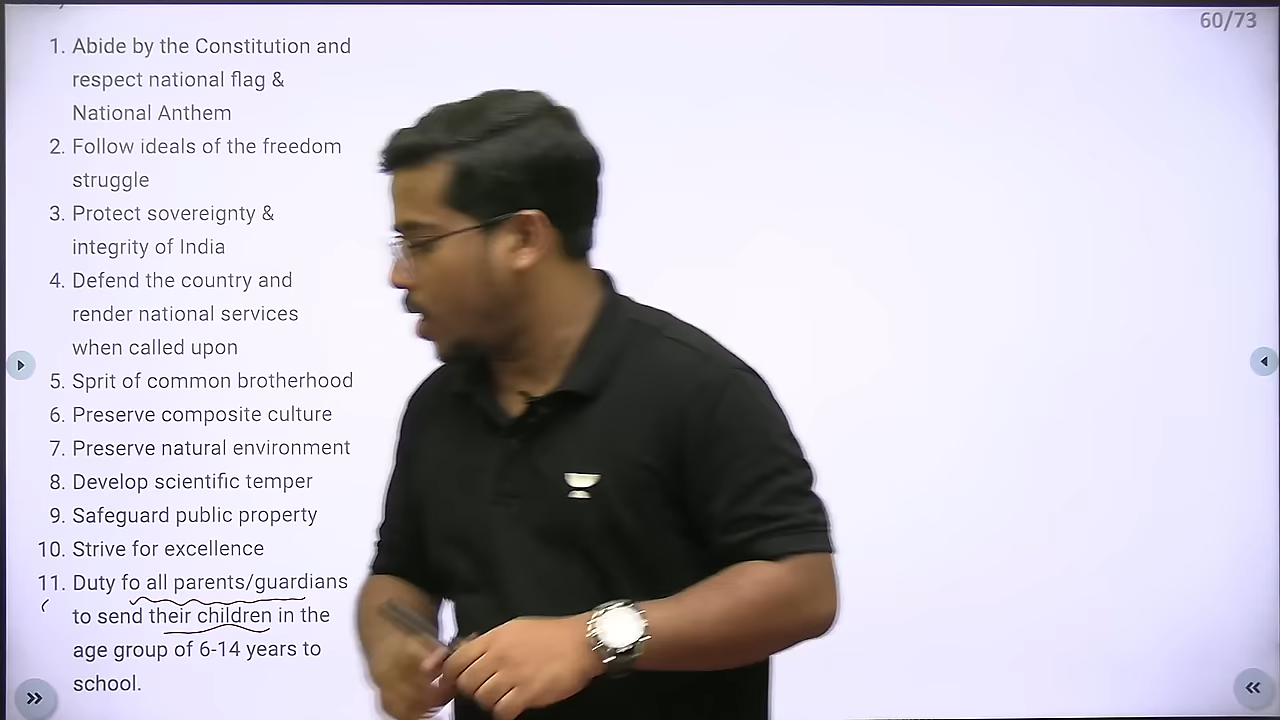 60/73
1. Abide by the Constitution and
respect national flag &
National Anthem
2. Follow ideals of the freedom
struggle
3. Protect sovereignty &
integrity of India
4. Defend the country and
render national services
when called upon
5. Sprit of common brotherhood
6. Preserve composite culture
7. Preserve natural environment
8. Develop scientific temper
9. Safeguard public property
10. Strive for excellence
11. Duty fo all parents/guardians
to send their children in the
age group of 6-14 years to
school.